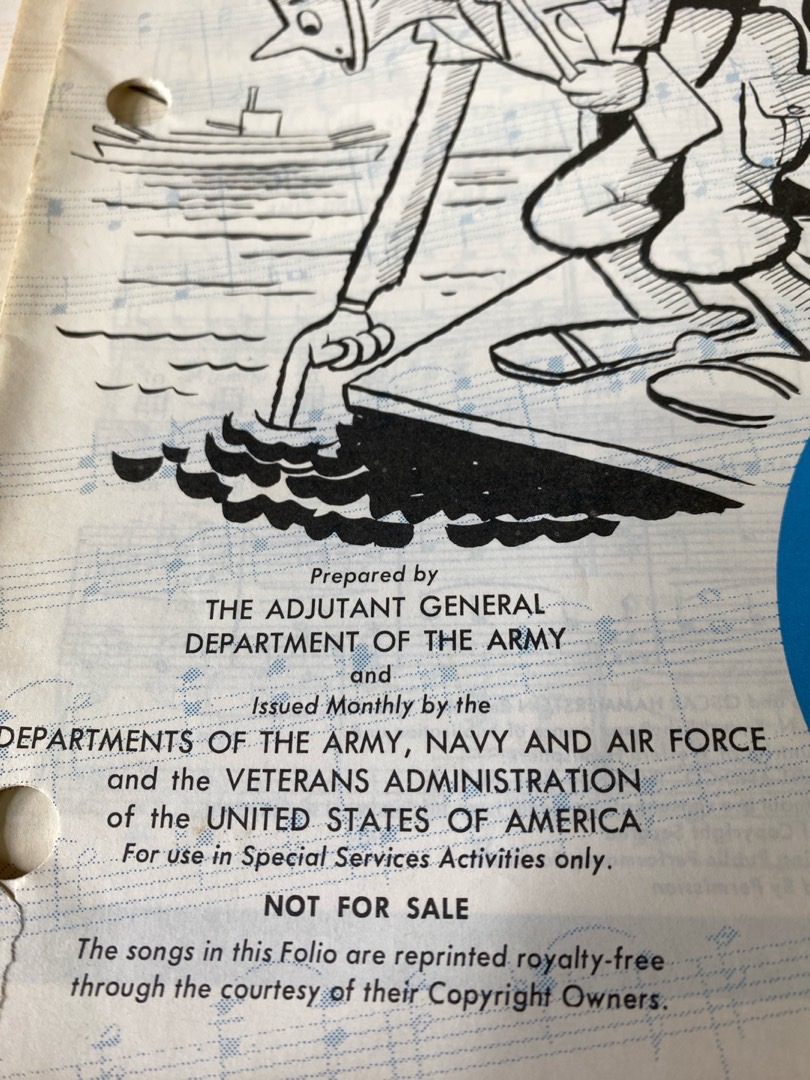 Prepared by
THE ADJUTANT GENERAL
DEPARTMENT OF THE ARMY
and
Issued Monthly by the
DEPARTMENTS OF THE ARMY, NAVY AND AIR FORCE
and the VETERANS ADMINISTRATION
of the UNITED STATES OF AMERICA
For use in Special Services Activities only.
NOT FOR SALE
The songs in this Folio are reprinted royalty-free
through the courtesy of their Copyright Owners.